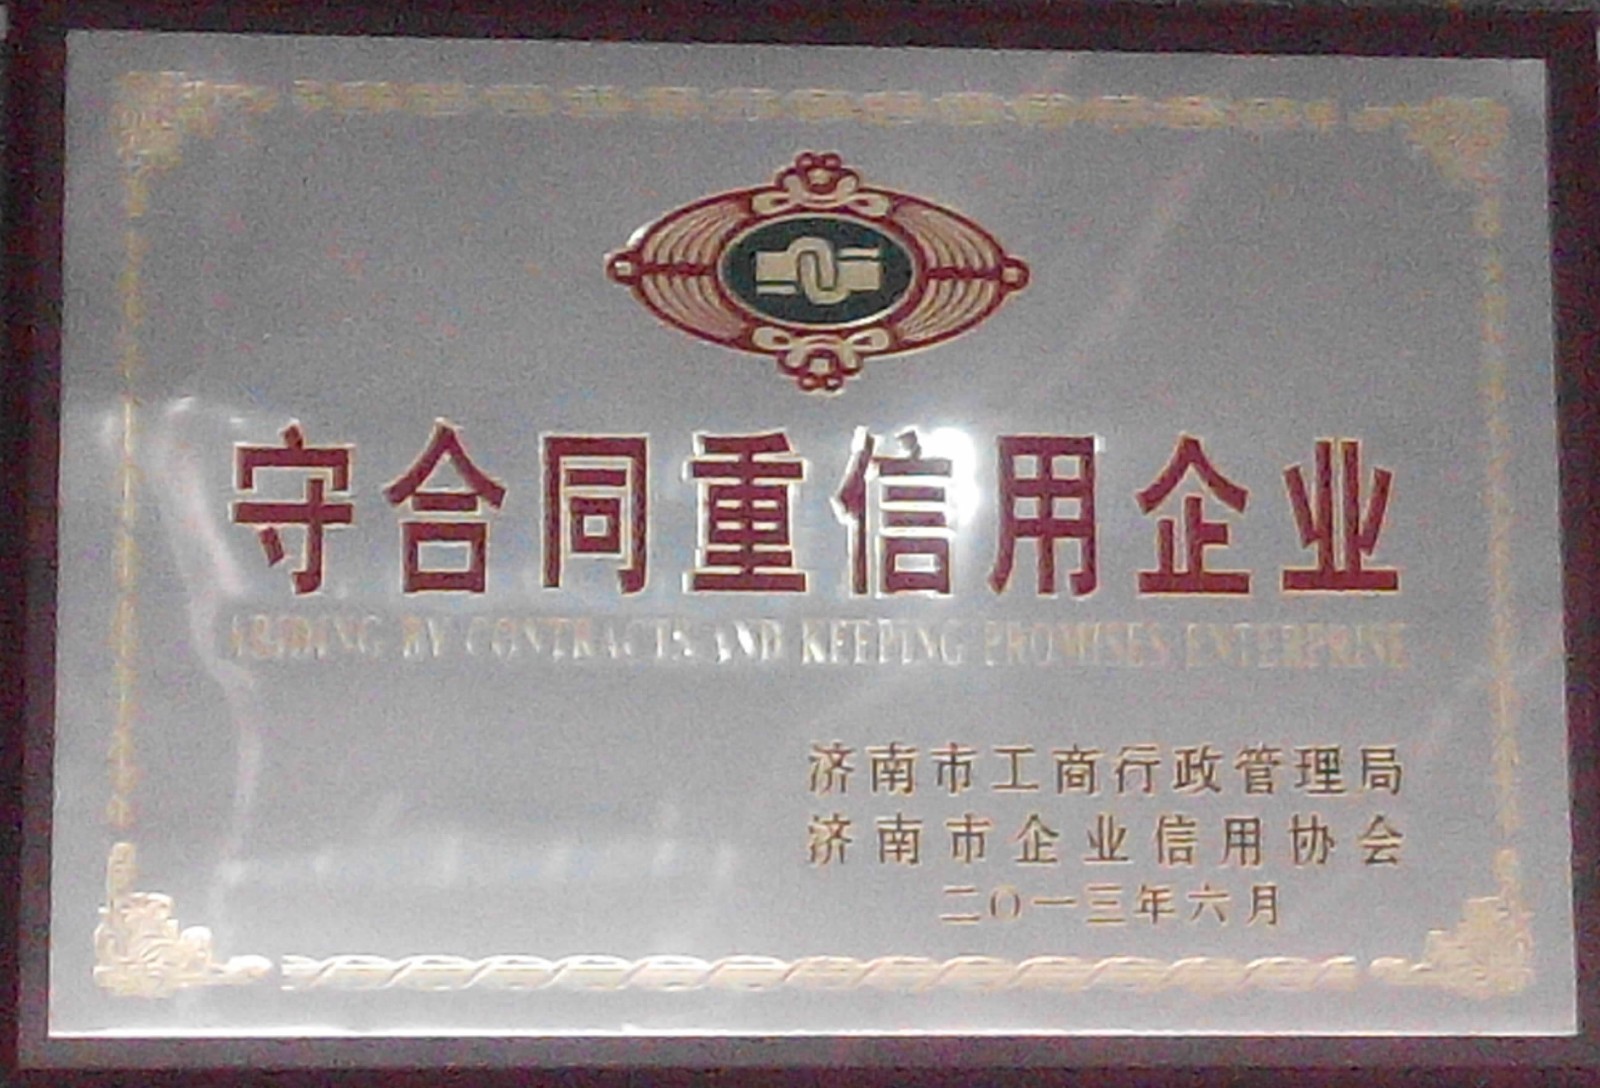 守合同重信用企业
ABIDING BY CONTRACTS AND KEEPING PROMISES ENTERPRISE
济南市工商行政管理局
济南市企业信用协会
二〇一三年六月